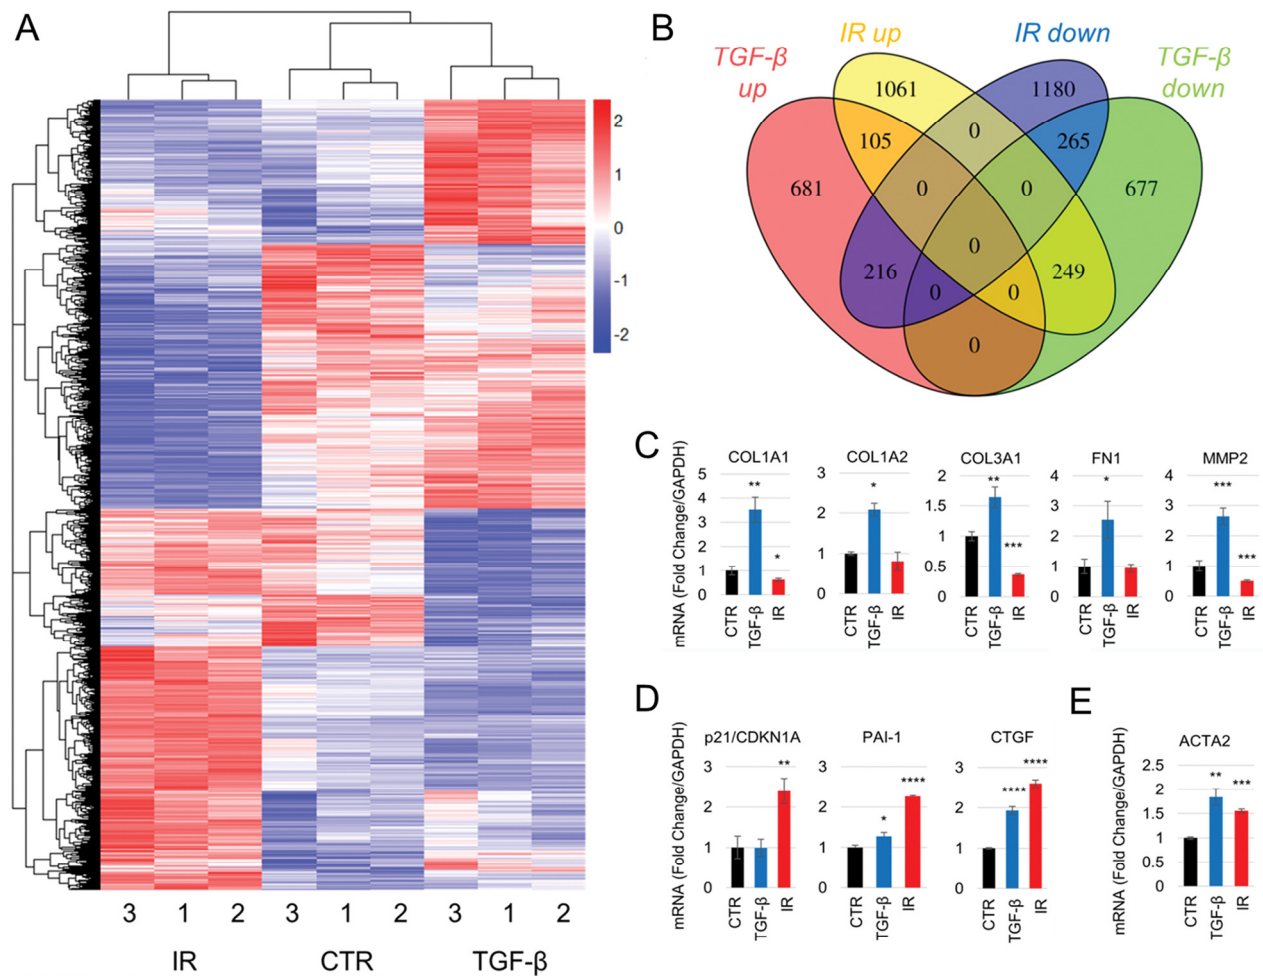 A
2
1
0
-1
-2
3 1 2 3 1 2 3 1 2
IR CTR TGF-β
B
IR up IR down
TGF-β up
TGF-β down
1061 1180
0
105 265
681 0 0 677
0
216 249
0 0
0
C
mRNA (Fold Change/GAPDH)
COL1A1
5
4
3
2
1
0
**
*
CTR
TGF-β
IR
COL1A2
3
2
1
0
*
CTR
TGF-β
IR
COL3A1
2
1.5
1
0.5
0
**
***
CTR
TGF-β
IR
FN1
4
3
2
1
0
*
CTR
TGF-β
IR
MMP2
4
3
2
1
0
***
***
CTR
TGF-β
IR
D
mRNA (Fold Change/GAPDH)
p21/CDKN1A
3
2
1
0
**
CTR
TGF-β
IR
PAI-1
3
2
1
0
*
****
CTR
TGF-β
IR
CTGF
3
2
1
0
****
****
CTR
TGF-β
IR
E
mRNA (Fold Change/GAPDH)
ACTA2
2.5
2
1.5
1
0.5
0
**
***
CTR
TGF-β
IR